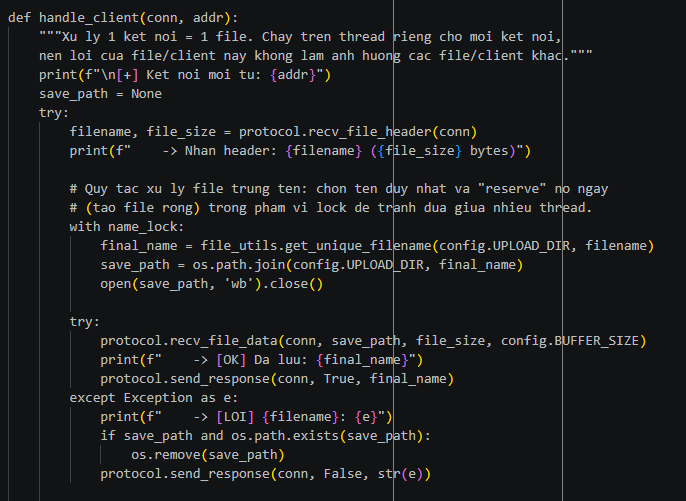 def handle_client(conn, addr):
    """Xu ly 1 ket noi = 1 file. Chay tren thread rieng cho moi ket noi,
    nen loi cua file/client nay khong lam anh huong cac file/client khac."""
    print(f"\n[+] Ket noi moi tu: {addr}")
    save_path = None
    try:
        filename, file_size = protocol.recv_file_header(conn)
        print(f"    -> Nhan header: {filename} ({file_size} bytes)")

        # Quy tac xu ly file trung ten: chon ten duy nhat va "reserve" no ngay
        # (tao file rong) trong pham vi lock de tranh dua giua nhieu thread.
        with name_lock:
            final_name = file_utils.get_unique_filename(config.UPLOAD_DIR, filename)
            save_path = os.path.join(config.UPLOAD_DIR, final_name)
            open(save_path, 'wb').close()

        try:
            protocol.recv_file_data(conn, save_path, file_size, config.BUFFER_SIZE)
            print(f"    -> [OK] Da luu: {final_name}")
            protocol.send_response(conn, True, final_name)
        except Exception as e:
            print(f"    -> [LOI] {filename}: {e}")
            if save_path and os.path.exists(save_path):
                os.remove(save_path)
            protocol.send_response(conn, False, str(e))